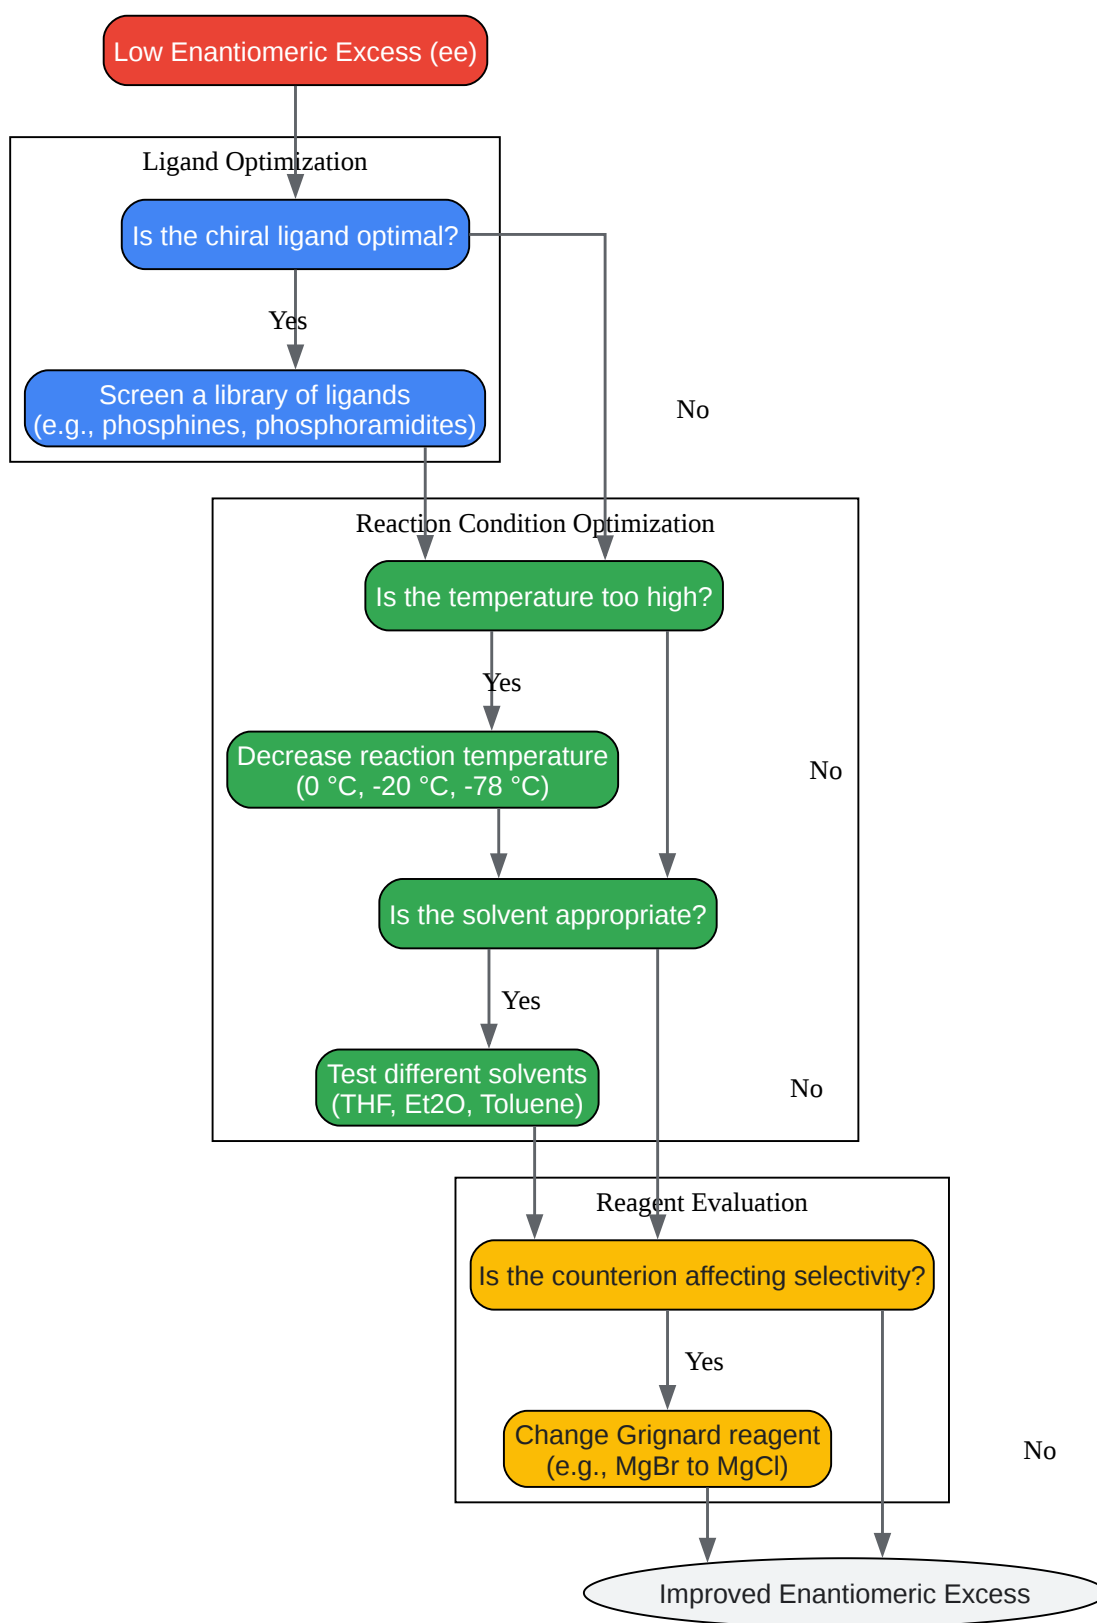 Low Enantiomeric Excess (ee)
Ligand Optimization
Is the chiral ligand optimal?
Yes
Screen a library of ligands
(e.g., phosphines, phosphoramidites)
No
Reaction Condition Optimization
Is the temperature too high?
Yes
Decrease reaction temperature
(0 °C, -20 °C, -78 °C)
No
Is the solvent appropriate?
Yes
Test different solvents
(THF, Et2O, Toluene)
No
Reagent Evaluation
Is the counterion affecting selectivity?
Yes
Change Grignard reagent
(e.g., MgBr to MgCl)
No
Improved Enantiomeric Excess